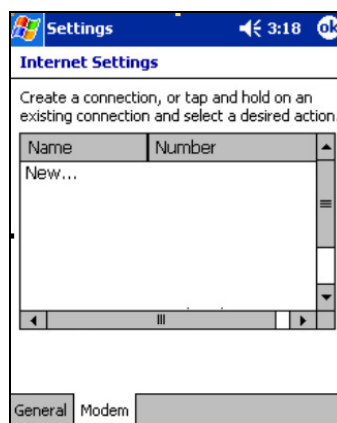 Settings 3:18 ok
Internet Settings
Create a connection, or tap and hold on an
existing connection and select a desired action.
Name Number
New...
General Modem